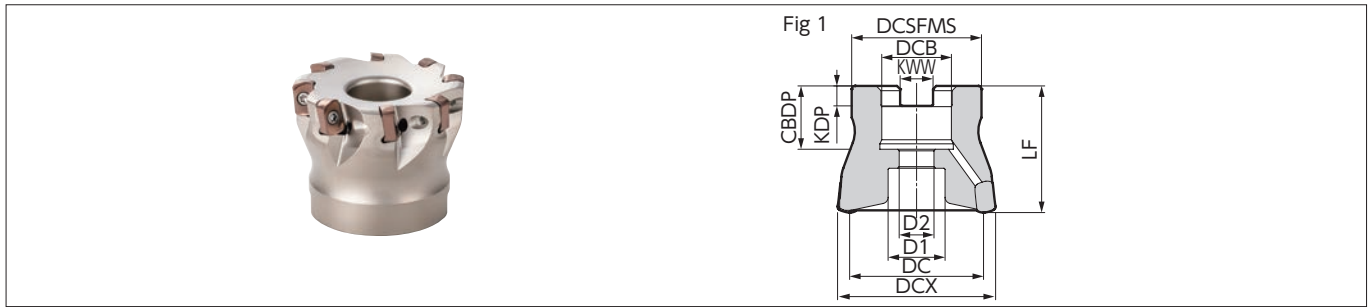 Fig 1
DCSFMS
DCB
KWW
CBDP
KDP
LF
D2
D1
DC
DCX